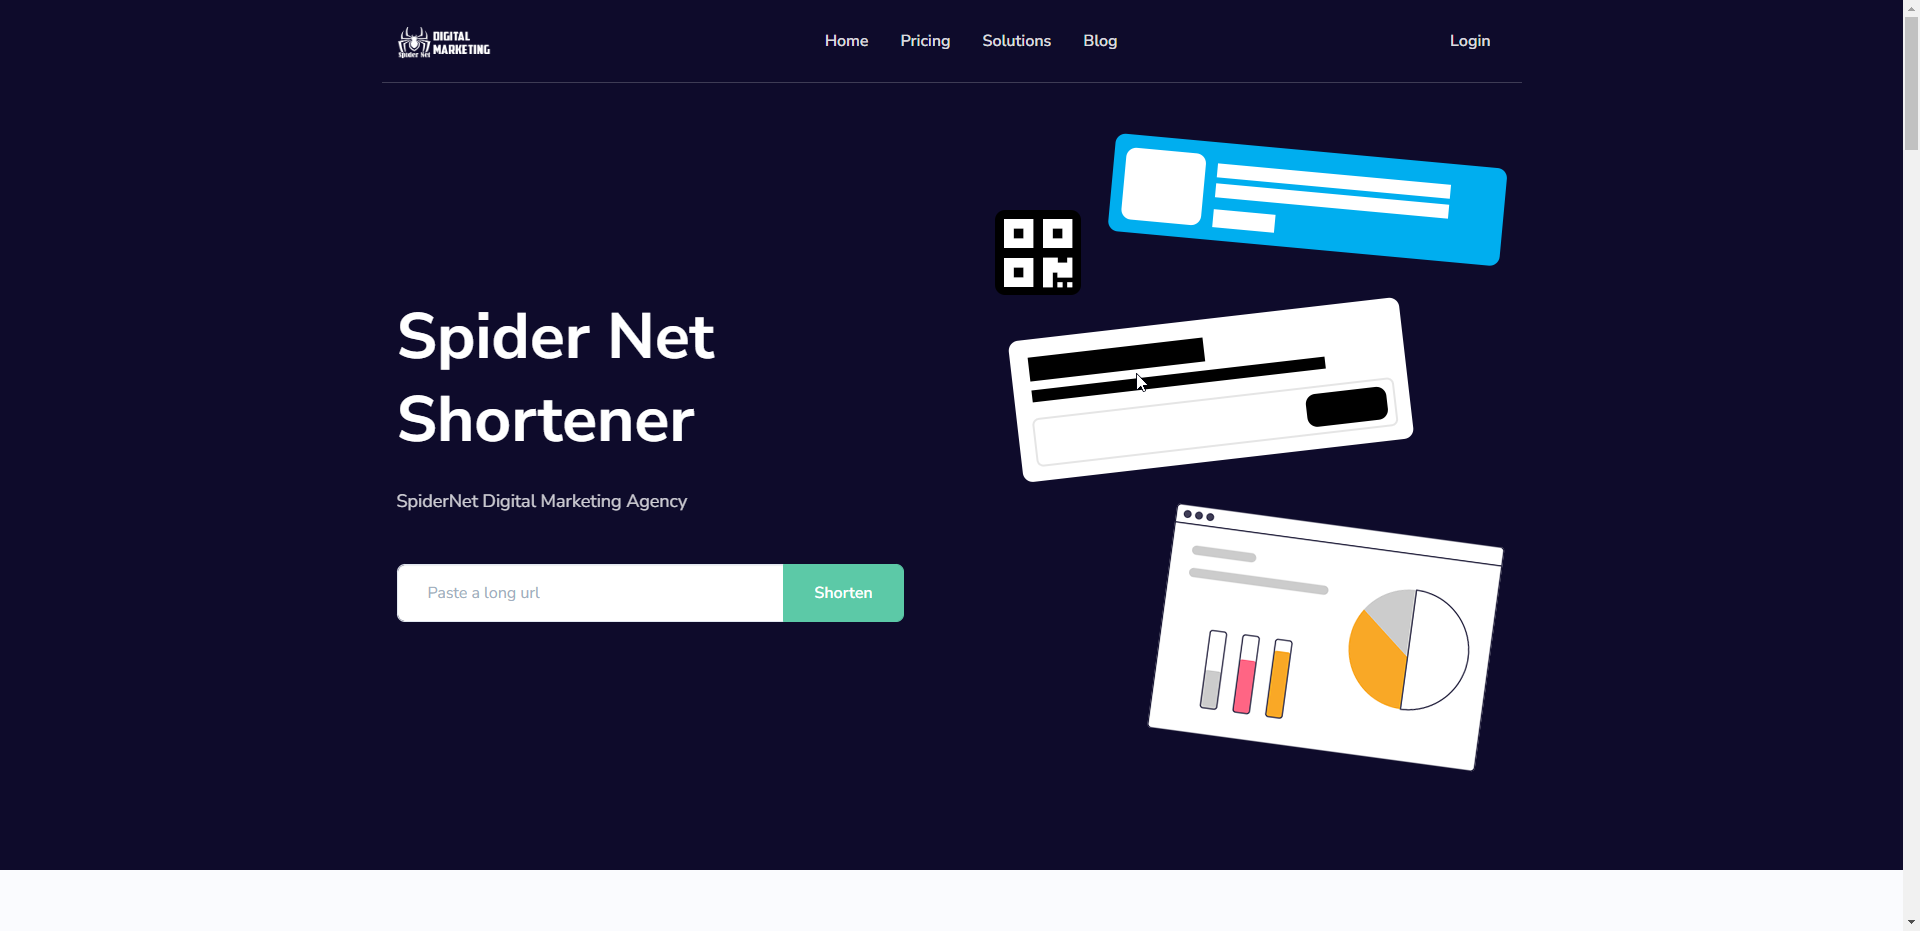 DIGITAL
MARKETING
Spider Net
Home
Pricing
Solutions
Blog
Login
Spider Net
Shortener
SpiderNet Digital Marketing Agency
Paste a long url
Shorten